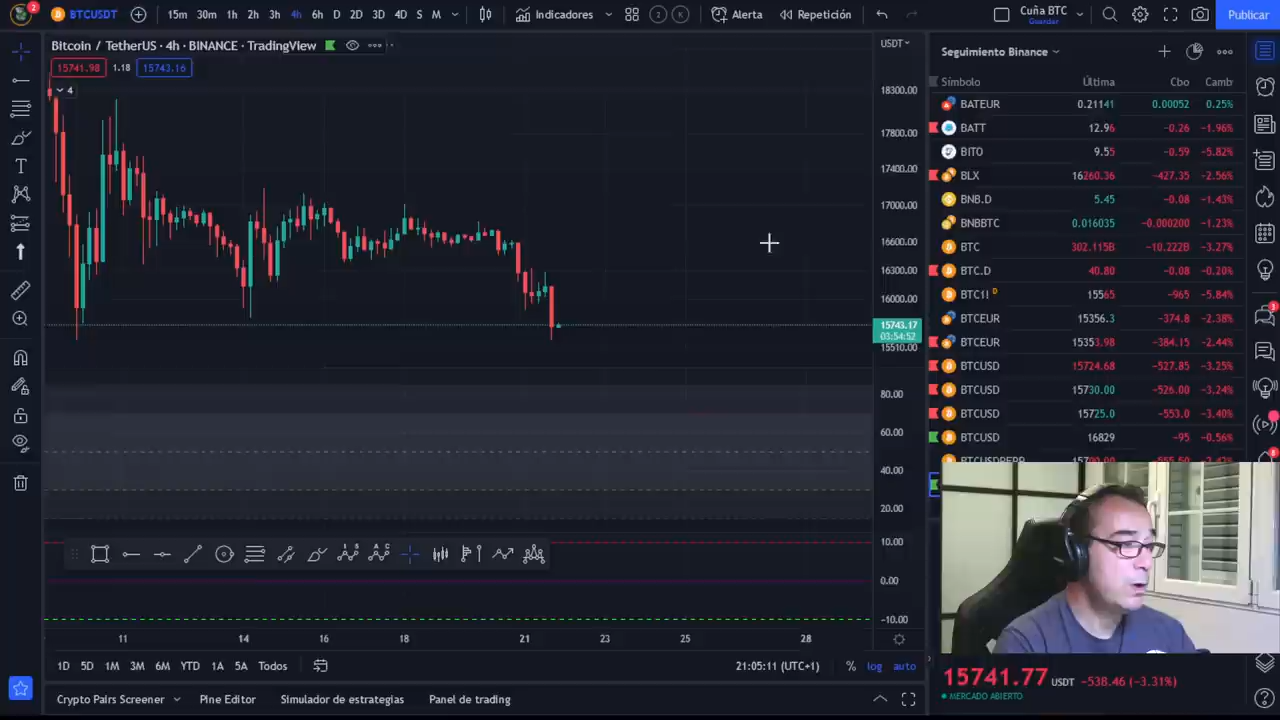 2
BTCUSDT
15m 30m 1h 2h 3h 4h 6h D 2D 3D 4D S M
Indicadores
2 K
Alerta
Repetición
Cuña BTC
Guardar
Publicar
Bitcoin / TetherUS · 4h · BINANCE · TradingView
15741.98 1.18 15743.16
4
USDT
18300.00
17800.00
17400.00
17000.00
16600.00
16300.00
16000.00
15743.17
03:54:52
15510.00
80.00
60.00
40.00
20.00
10.00
0.00
-10.00
11 14 16 18 21 23 25 28
1D 5D 1M 3M 6M YTD 1A 5A Todos
21:05:11 (UTC+1) % log auto
Crypto Pairs Screener Pine Editor Simulador de estrategias Panel de trading
Seguimiento Binance
Símbolo Última Cbo Camb
BATEUR 0.21141 0.00052 0.25%
BATT 12.96 -0.26 -1.96%
BITO 9.55 -0.59 -5.82%
BLX 16260.36 -427.35 -2.56%
BNB.D 5.45 -0.08 -1.43%
BNBBTC 0.016035 -0.000200 -1.23%
BTC 302.115B -10.222B -3.27%
BTC.D 40.80 -0.08 -0.20%
BTC1! D 15565 -965 -5.84%
BTCEUR 15356.3 -374.8 -2.38%
BTCEUR 15353.98 -384.15 -2.44%
BTCUSD 15724.68 -527.85 -3.25%
BTCUSD 15730.00 -526.00 -3.24%
BTCUSD 15725.0 -553.0 -3.40%
BTCUSD 16829 -95 -0.56%
BTCUSDPERP
15741.77 USDT -538.46 (-3.31%)
MERCADO ABIERTO